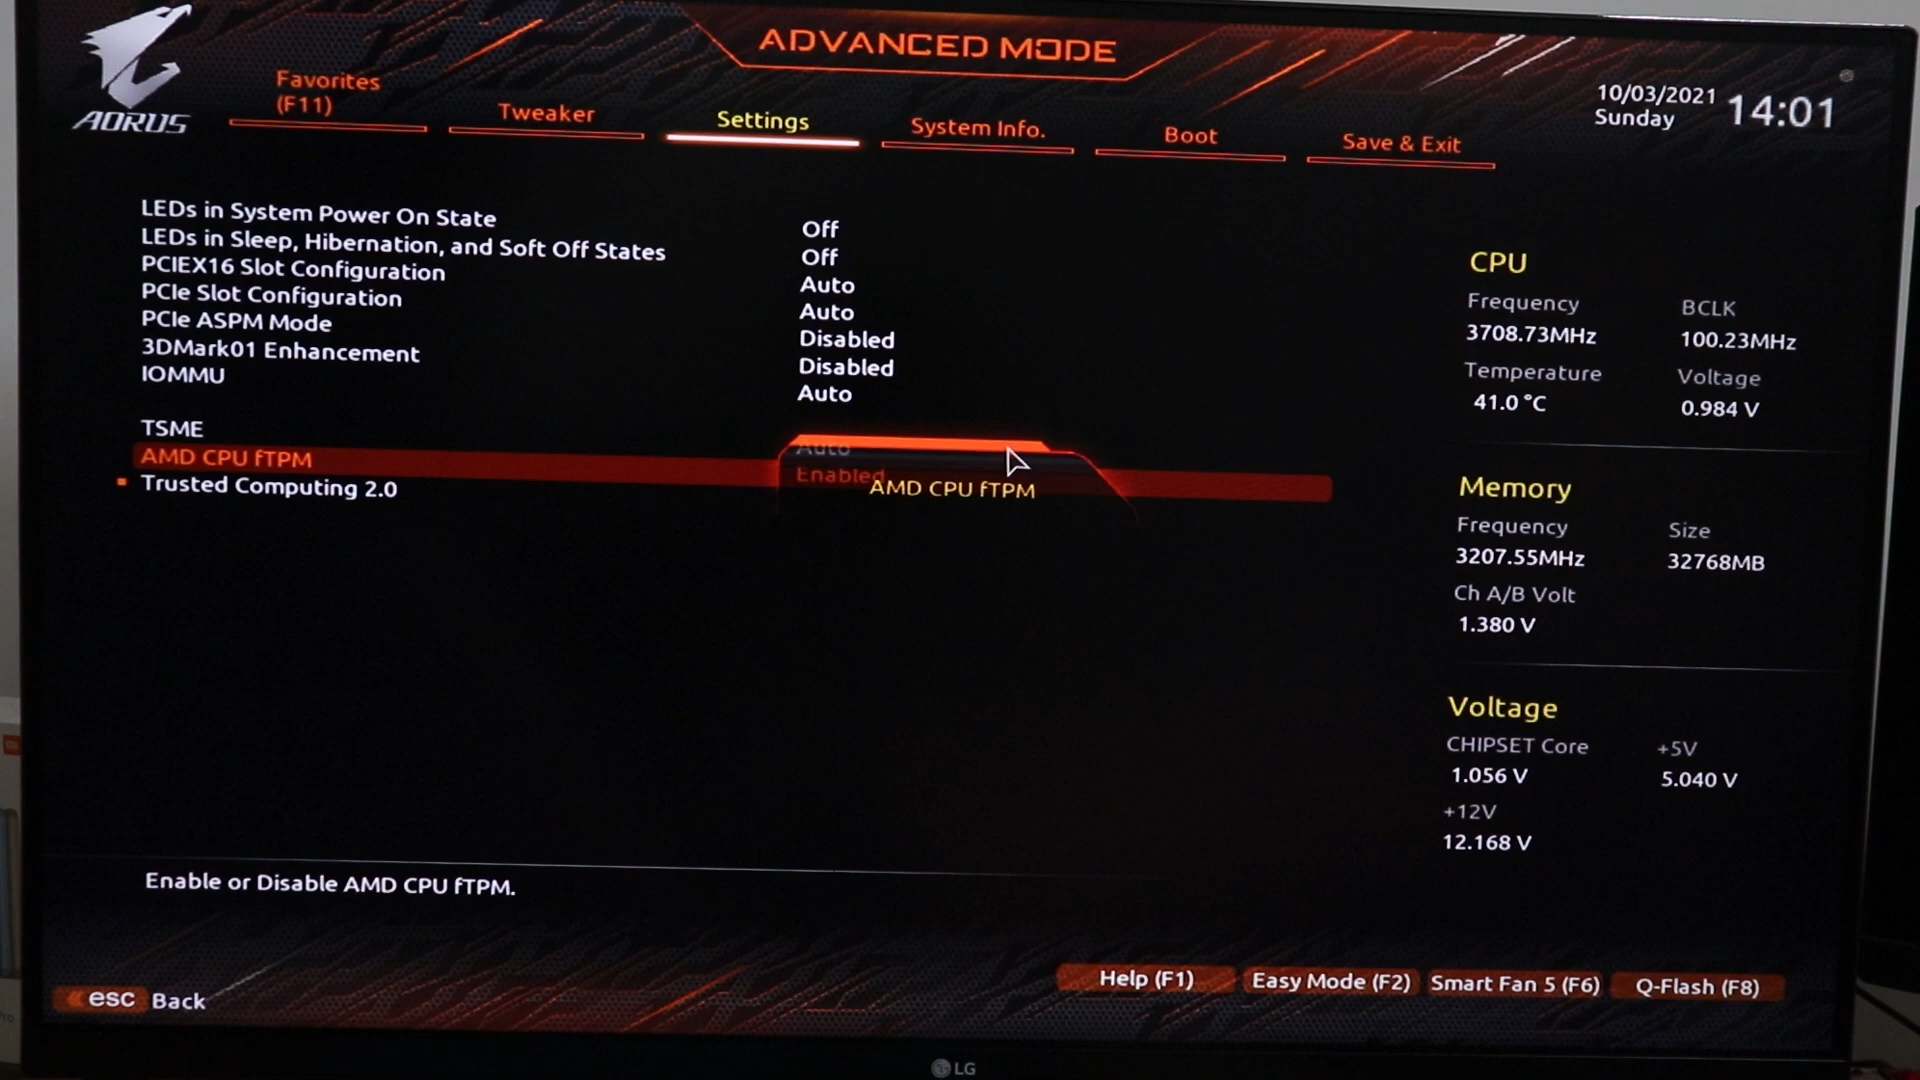 ADVANCED MODE
AORUS
Favorites
(F11)
Tweaker
Settings
System Info.
Boot
Save & Exit
10/03/2021
Sunday
14:01
LEDs in System Power On State
Off
LEDs in Sleep, Hibernation, and Soft Off States
Off
PCIEX16 Slot Configuration
Auto
PCIe Slot Configuration
Auto
PCIe ASPM Mode
Disabled
3DMark01 Enhancement
Disabled
IOMMU
Auto
TSME
Auto
AMD CPU fTPM
Enabled
AMD CPU fTPM
Trusted Computing 2.0
CPU
Frequency
BCLK
3708.73MHz
100.23MHz
Temperature
Voltage
41.0 °C
0.984 V
Memory
Frequency
Size
3207.55MHz
32768MB
Ch A/B Volt
1.380 V
Voltage
CHIPSET Core
+5V
1.056 V
5.040 V
+12V
12.168 V
Enable or Disable AMD CPU fTPM.
esc Back
Help (F1)
Easy Mode (F2)
Smart Fan 5 (F6)
Q-Flash (F8)
LG